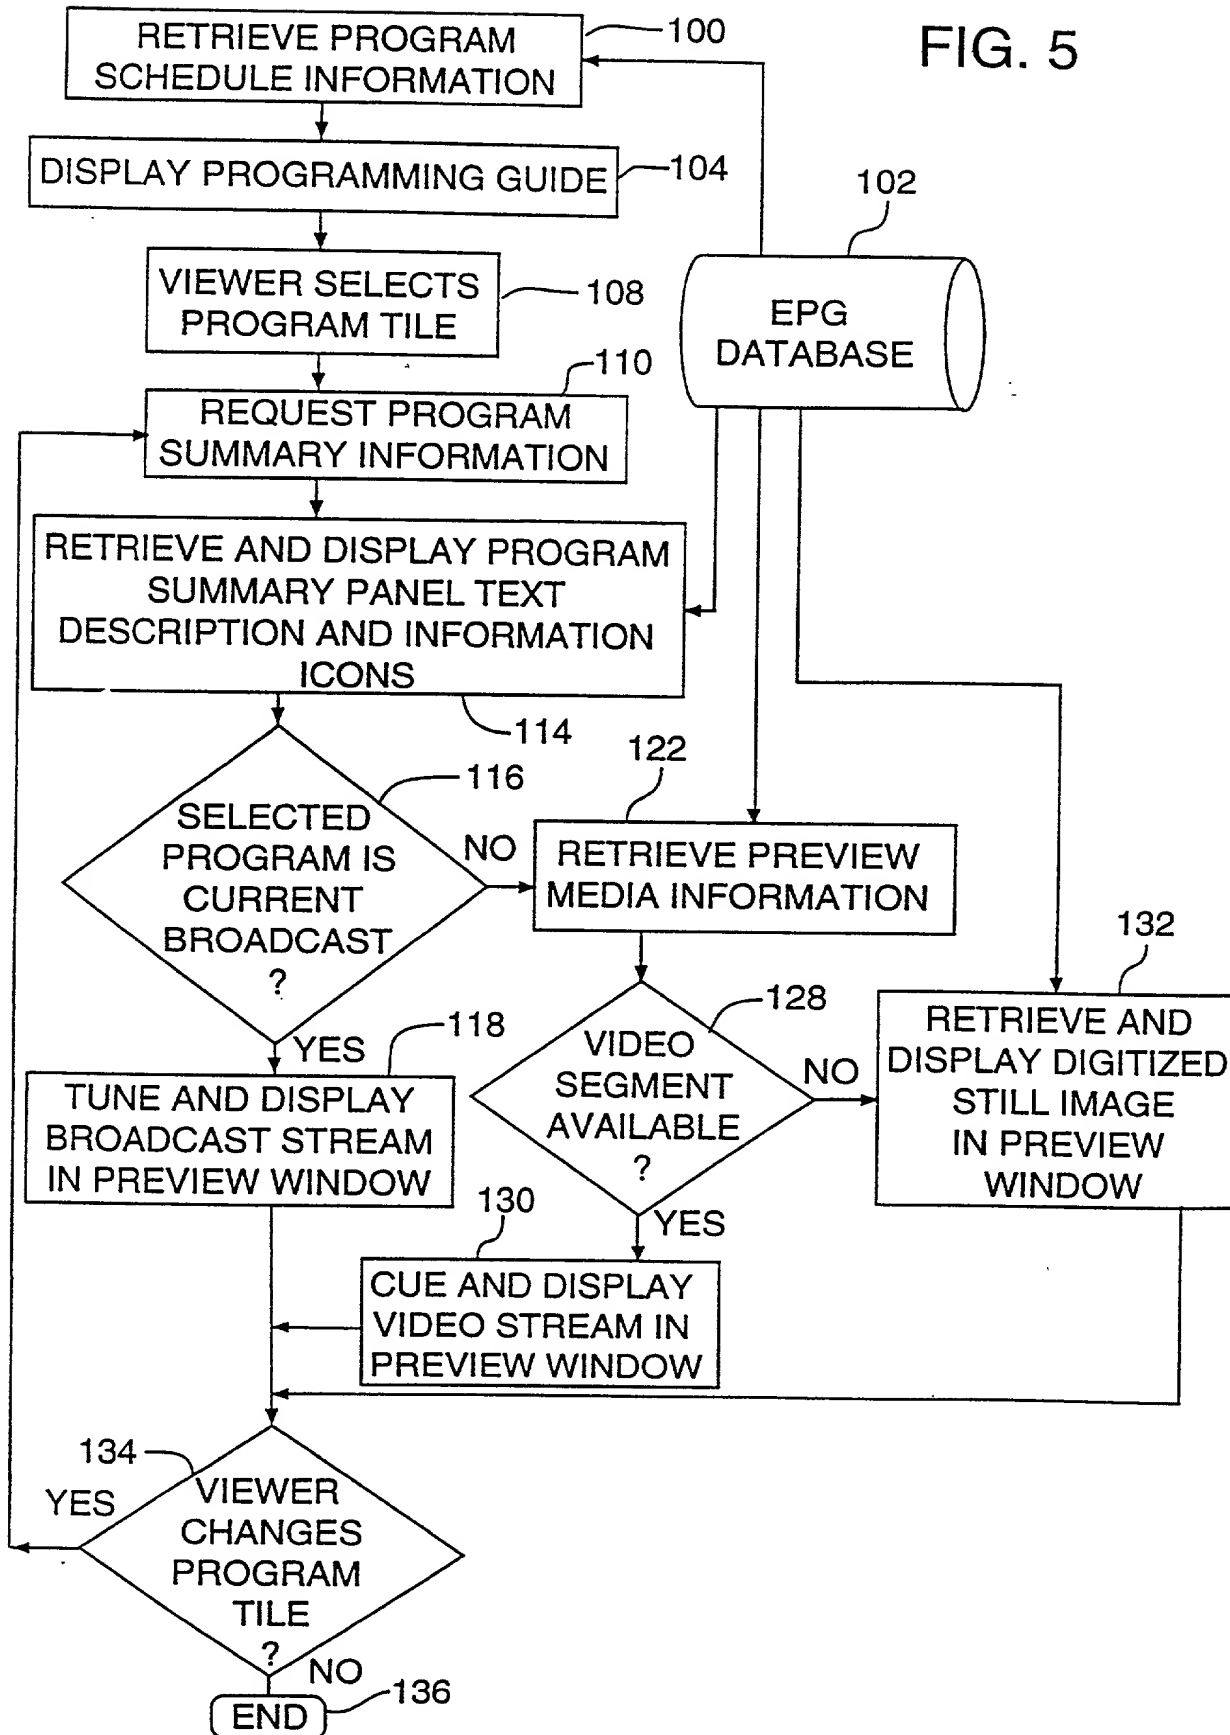 FIG. 5
RETRIEVE PROGRAM
SCHEDULE INFORMATION
100
DISPLAY PROGRAMMING GUIDE
104
102
EPG
DATABASE
VIEWER SELECTS
PROGRAM TILE
108
110
REQUEST PROGRAM
SUMMARY INFORMATION
RETRIEVE AND DISPLAY PROGRAM
SUMMARY PANEL TEXT
DESCRIPTION AND INFORMATION
ICONS
114
116
SELECTED
PROGRAM IS
CURRENT
BROADCAST
?
NO
YES
122
RETRIEVE PREVIEW
MEDIA INFORMATION
118
TUNE AND DISPLAY
BROADCAST STREAM
IN PREVIEW WINDOW
128
VIDEO
SEGMENT
AVAILABLE
?
NO
YES
132
RETRIEVE AND
DISPLAY DIGITIZED
STILL IMAGE
IN PREVIEW
WINDOW
130
CUE AND DISPLAY
VIDEO STREAM IN
PREVIEW WINDOW
134
YES
VIEWER
CHANGES
PROGRAM
TILE
?
NO
END
136